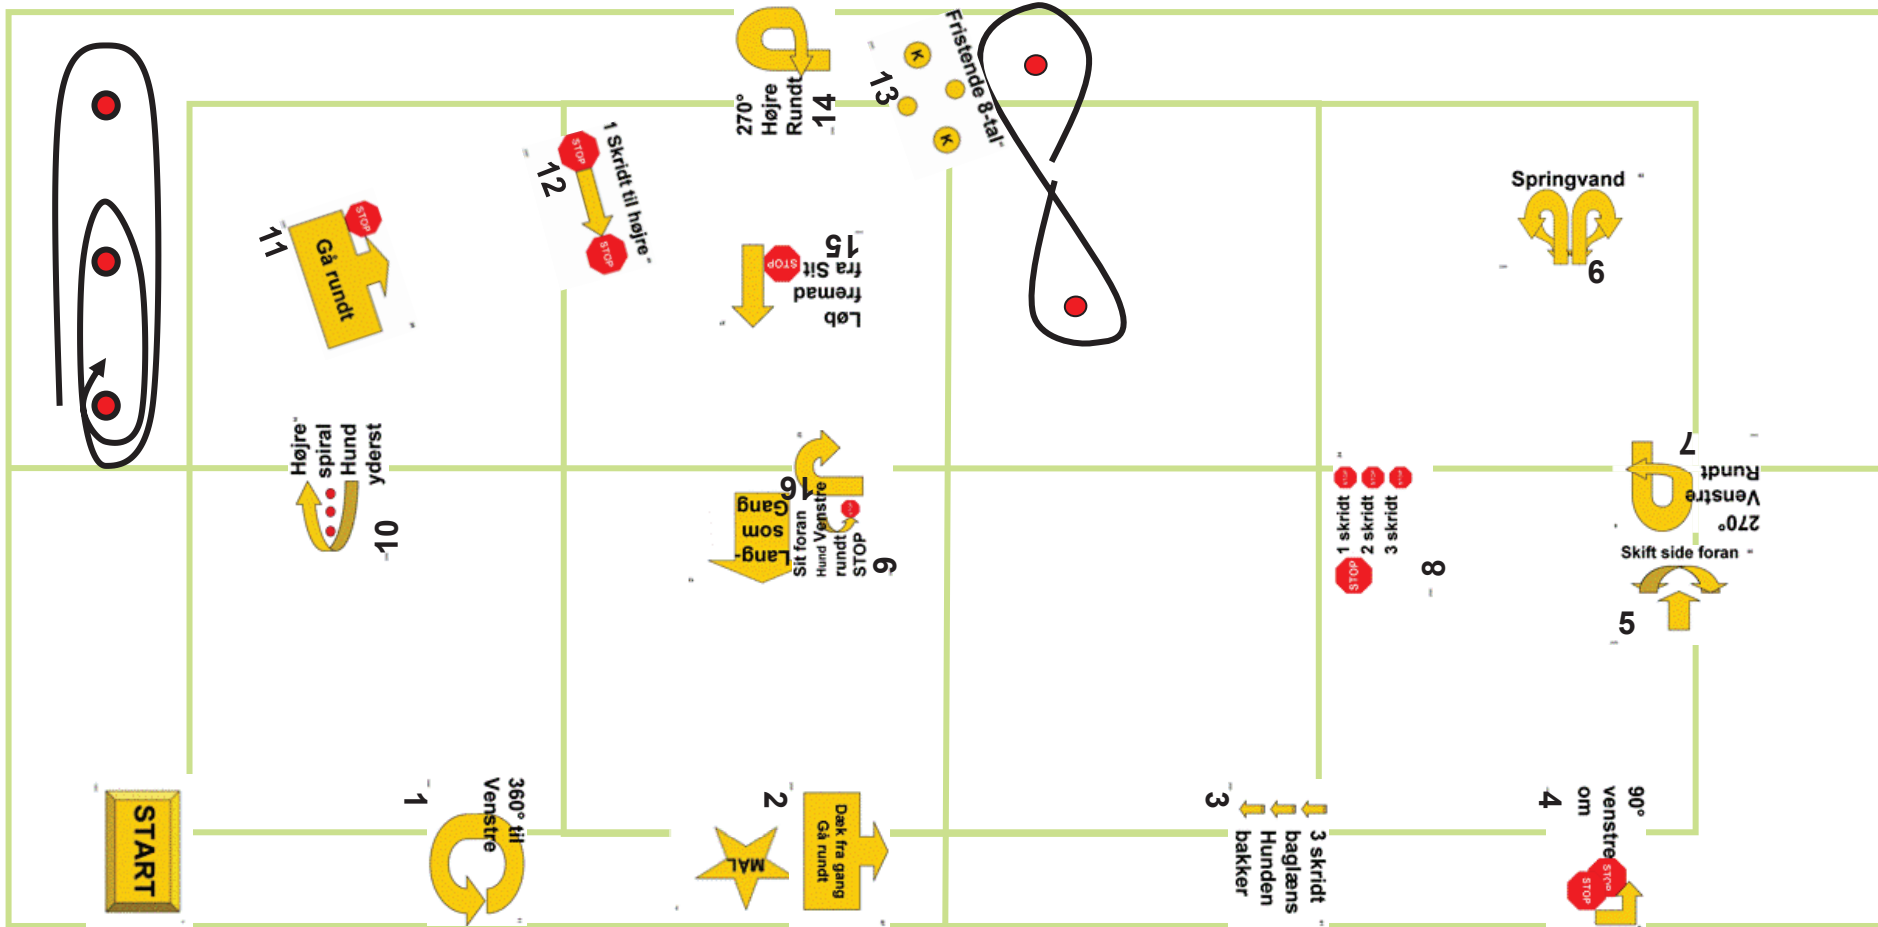 START
1
360° til
Venstre
2
Dæk fra gang
Gå rundt
MÅL
3
3 skridt
baglæns
Hunden
bakker
4
90°
venstre
om
STOP
STOP
5
Skift side foran
6
Springvand
7
270°
Venstre
Rundt
8
STOP
1 skridt
2 skridt
3 skridt
STOP
STOP
STOP
9
Sit foran
Hund Venstre
rundt
STOP
10
Højre
spiral
Hund
yderst
11
Gå rundt
STOP
12
1 Skridt til højre
STOP
STOP
13
Fristende 8-tal
K
K
14
270°
Højre
Rundt
15
Løb
fremad
fra Sit
STOP
16
Lang-
som
Gang